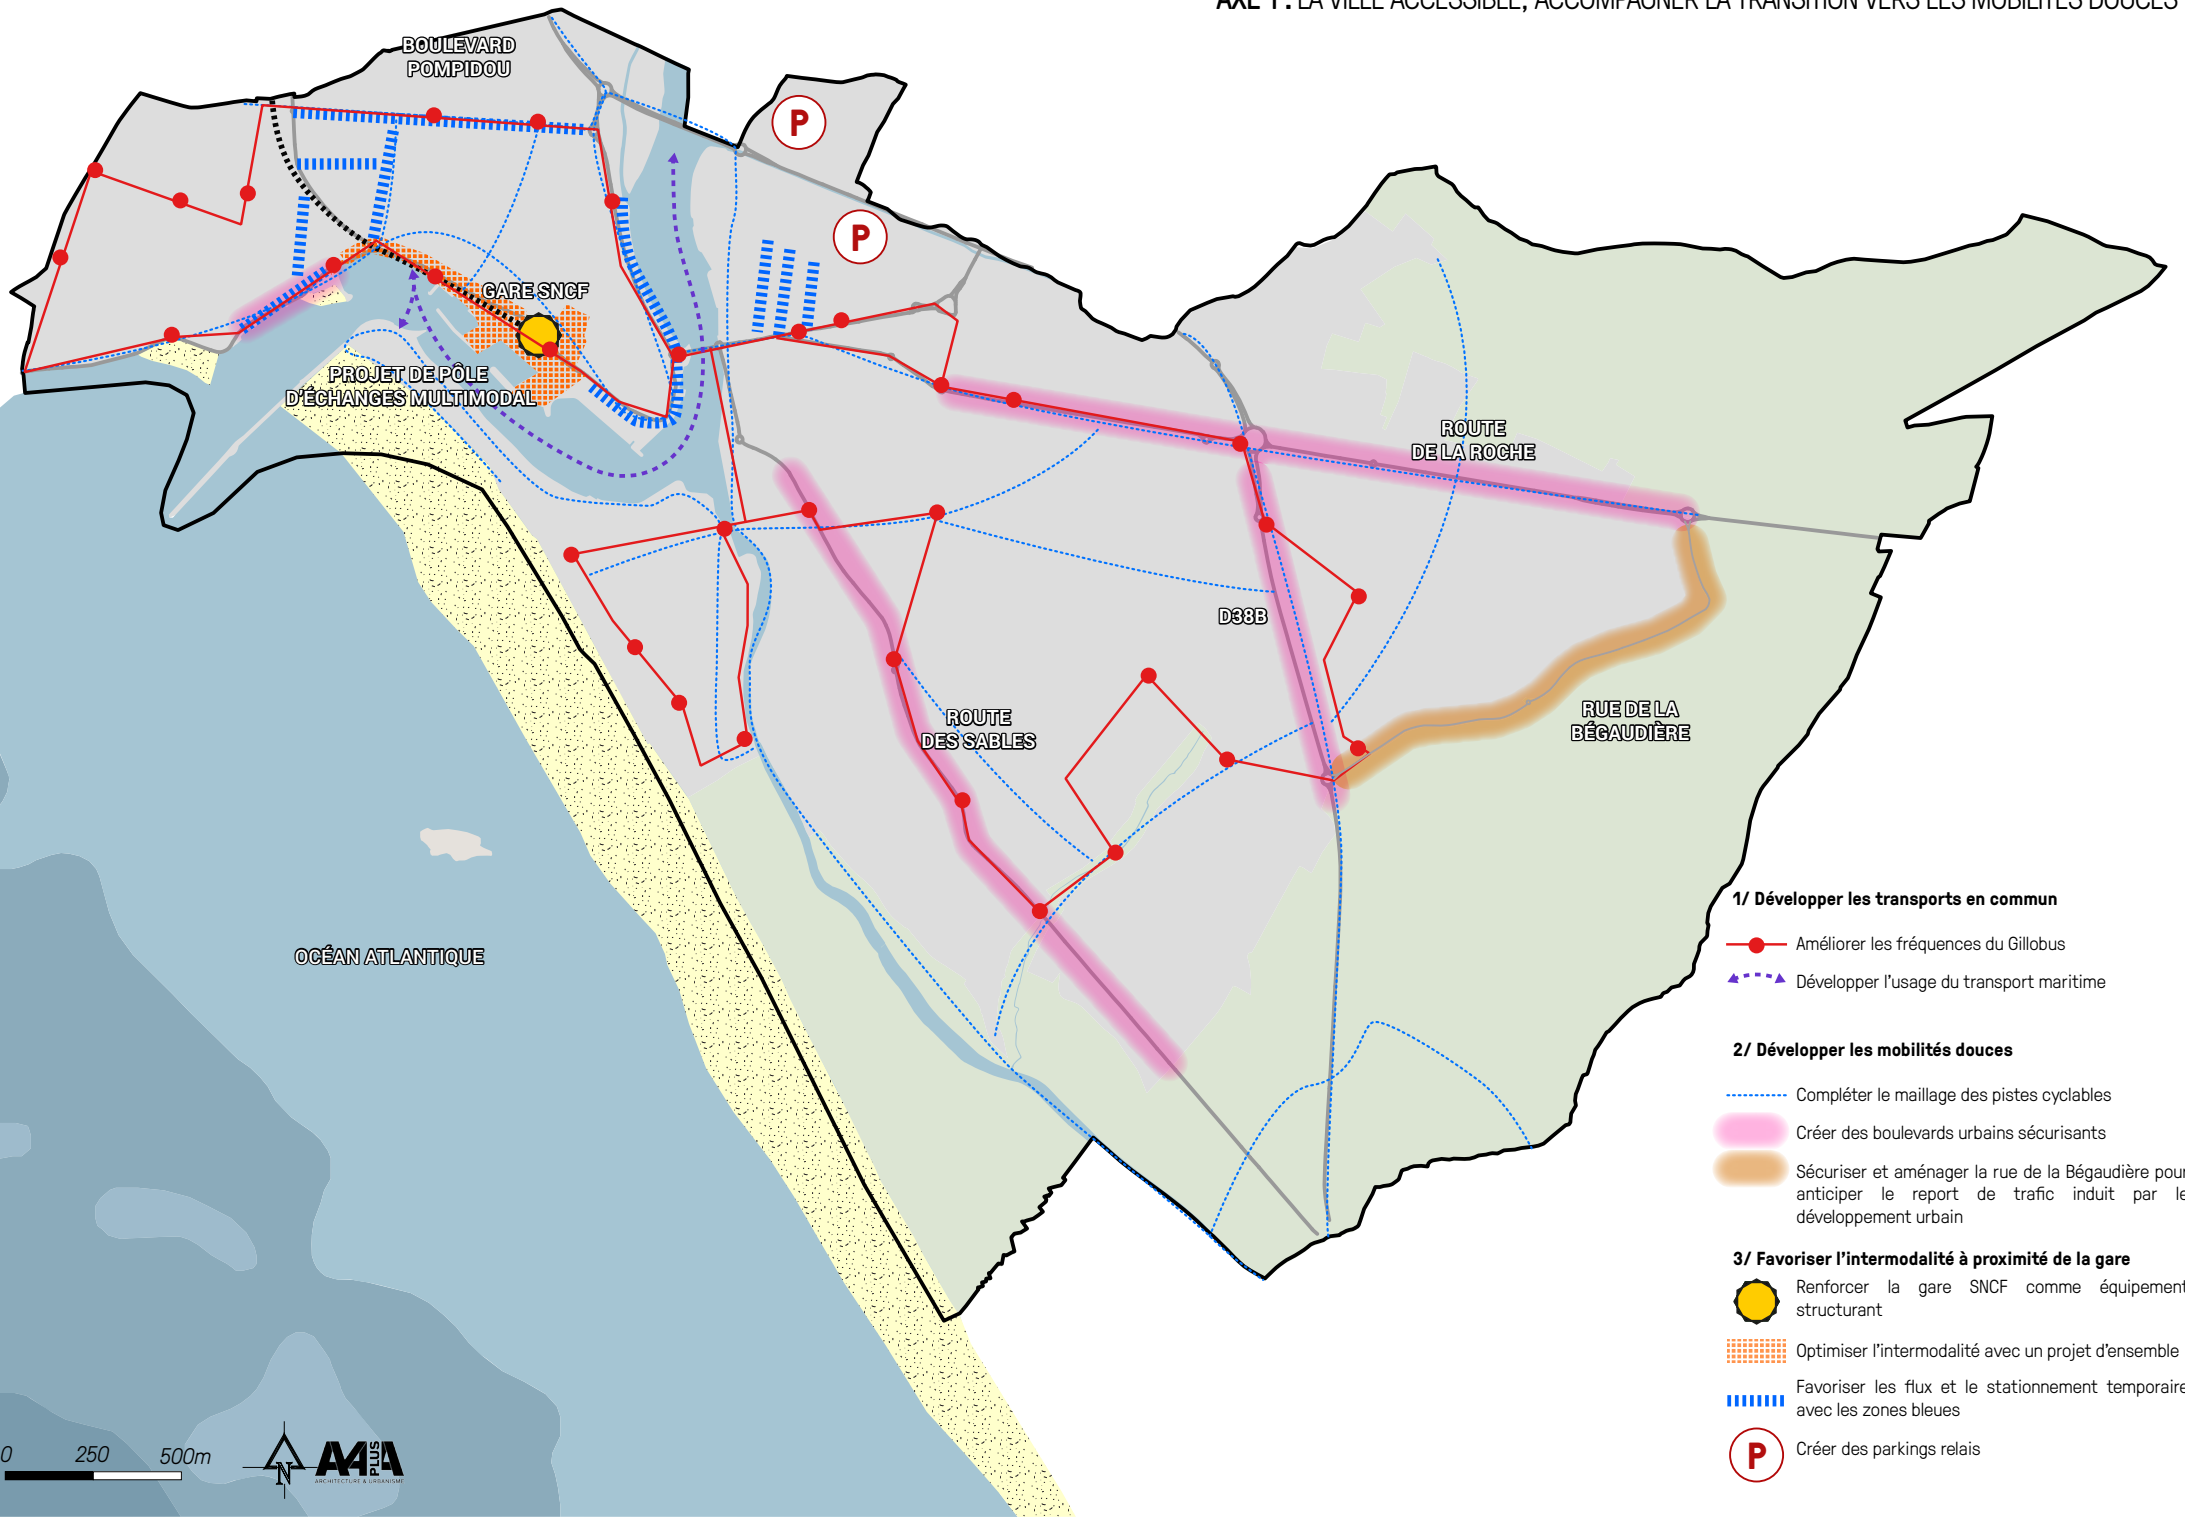 AXE 1 : LA VILLE ACCESSIBLE, ACCOMPAGNER LA TRANSITION VERS LES MOBILITÉS DOUCES
BOULEVARD
POMPIDOU
P
P
GARE SNCF
PROJET DE PÔLE
D'ÉCHANGES MULTIMODAL
ROUTE
DE LA ROCHE
D38B
ROUTE
DES SABLES
RUE DE LA
BÉGAUDIÈRE
OCÉAN ATLANTIQUE
1/ Développer les transports en commun
Améliorer les fréquences du Gillobus
Développer l'usage du transport maritime
2/ Développer les mobilités douces
Compléter le maillage des pistes cyclables
Créer des boulevards urbains sécurisants
Sécuriser et aménager la rue de la Bégaudière pour
anticiper le report de trafic induit par le
développement urbain
3/ Favoriser l'intermodalité à proximité de la gare
Renforcer la gare SNCF comme équipement
structurant
Optimiser l'intermodalité avec un projet d'ensemble
Favoriser les flux et le stationnement temporaire
avec les zones bleues
P
Créer des parkings relais
0 250 500m
N
A4A
PLUS
ARCHITECTURE & URBANISME